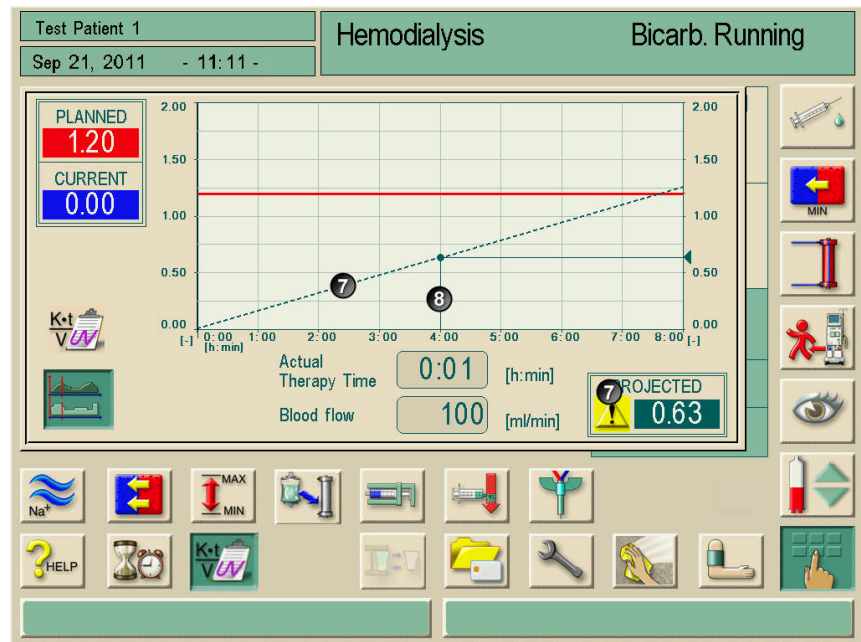 Test Patient 1
Sep 21, 2011 - 11:11 -
Hemodialysis
Bicarb. Running
PLANNED
1.20
CURRENT
0.00
2.00
1.50
1.00
0.50
0.00
[-]
2.00
1.50
1.00
0.50
0.00
[-]
7
8
0:00 1:00 2:00 3:00 4:00 5:00 6:00 7:00 8:00
[h:min]
K•t
V UV
Actual
Therapy Time 0:01 [h:min]
Blood flow 100 [ml/min]
7
PROJECTED
0.63
MIN
Na+
MAX
MIN
? HELP
K•t
V UV